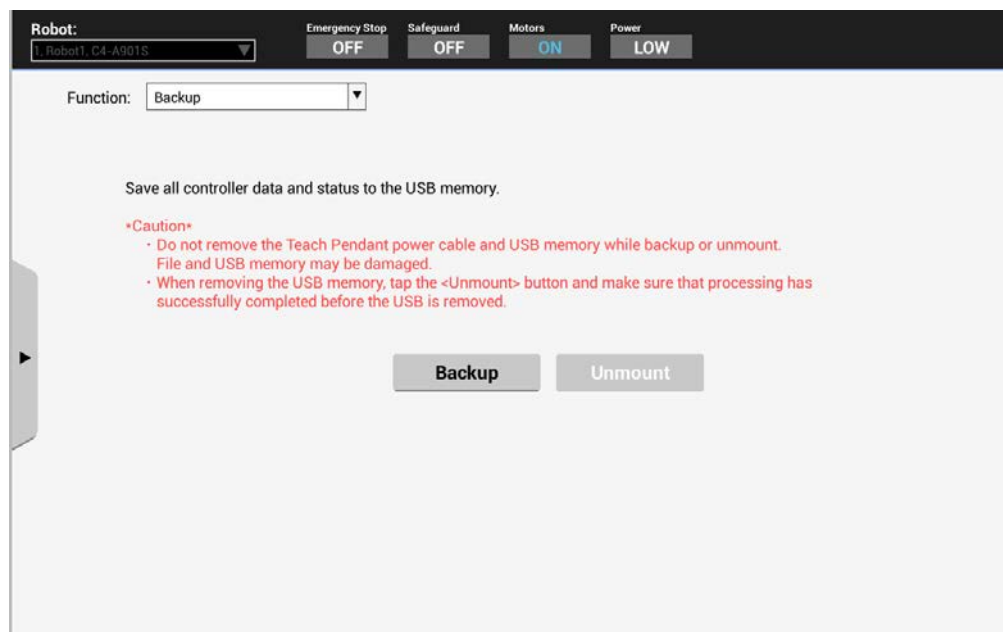 Robot:
Emergency Stop Safeguard Motors Power
1, Robot1, C4-A901S OFF OFF ON LOW
Function: Backup
Save all controller data and status to the USB memory.
*Caution*
・Do not remove the Teach Pendant power cable and USB memory while backup or unmount.
File and USB memory may be damaged.
・When removing the USB memory, tap the <Unmount> button and make sure that processing has
successfully completed before the USB is removed.
Backup Unmount